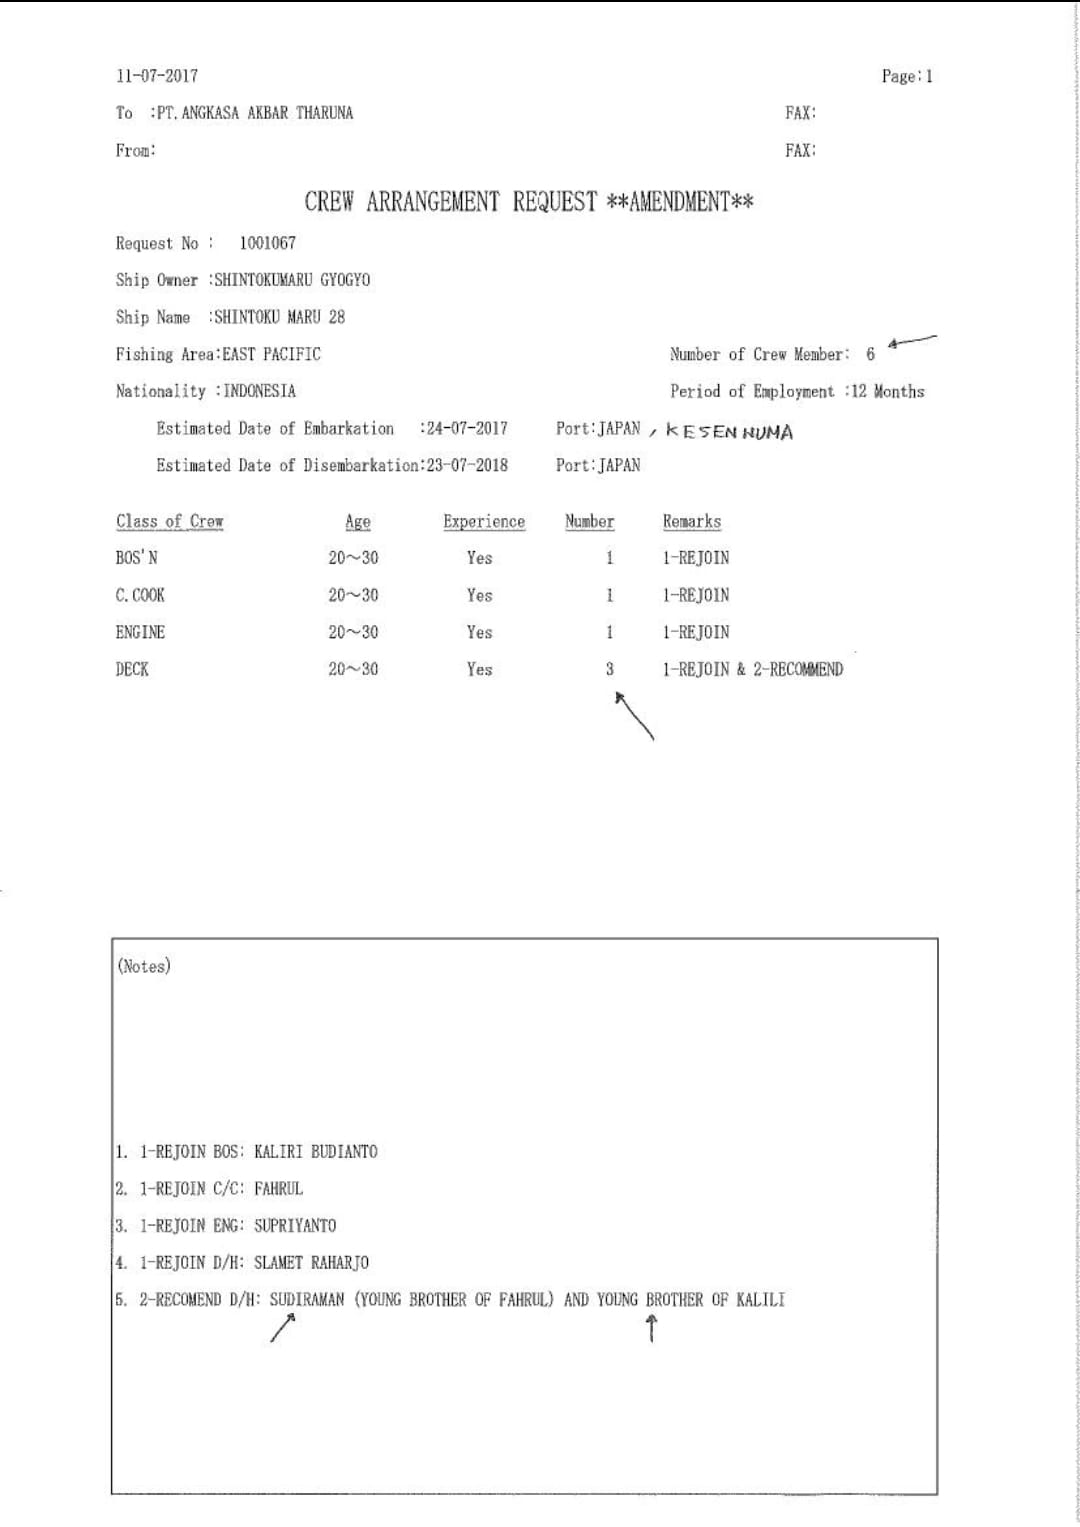 11-07-2017 Page:1
To :PT.ANGKASA AKBAR THARUNA FAX:
From: FAX:
CREW ARRANGEMENT REQUEST **AMENDMENT**
Request No : 1001067
Ship Owner :SHINTOKUMARU GYOGYO
Ship Name :SHINTOKU MARU 28
Fishing Area:EAST PACIFIC Number of Crew Member: 6
Nationality :INDONESIA Period of Employment :12 Months
Estimated Date of Embarkation :24-07-2017 Port:JAPAN , KESENNUMA
Estimated Date of Disembarkation:23-07-2018 Port:JAPAN
Class of Crew Age Experience Number Remarks
BOS'N 20~30 Yes 1 1-REJOIN
C.COOK 20~30 Yes 1 1-REJOIN
ENGINE 20~30 Yes 1 1-REJOIN
DECK 20~30 Yes 3 1-REJOIN & 2-RECOMMEND
(Notes)
1. 1-REJOIN BOS: KALIRI BUDIANTO
2. 1-REJOIN C/C: FAHRUL
3. 1-REJOIN ENG: SUPRIYANTO
4. 1-REJOIN D/H: SLAMET RAHARJO
5. 2-RECOMEND D/H: SUDIRAMAN (YOUNG BROTHER OF FAHRUL) AND YOUNG BROTHER OF KALILI